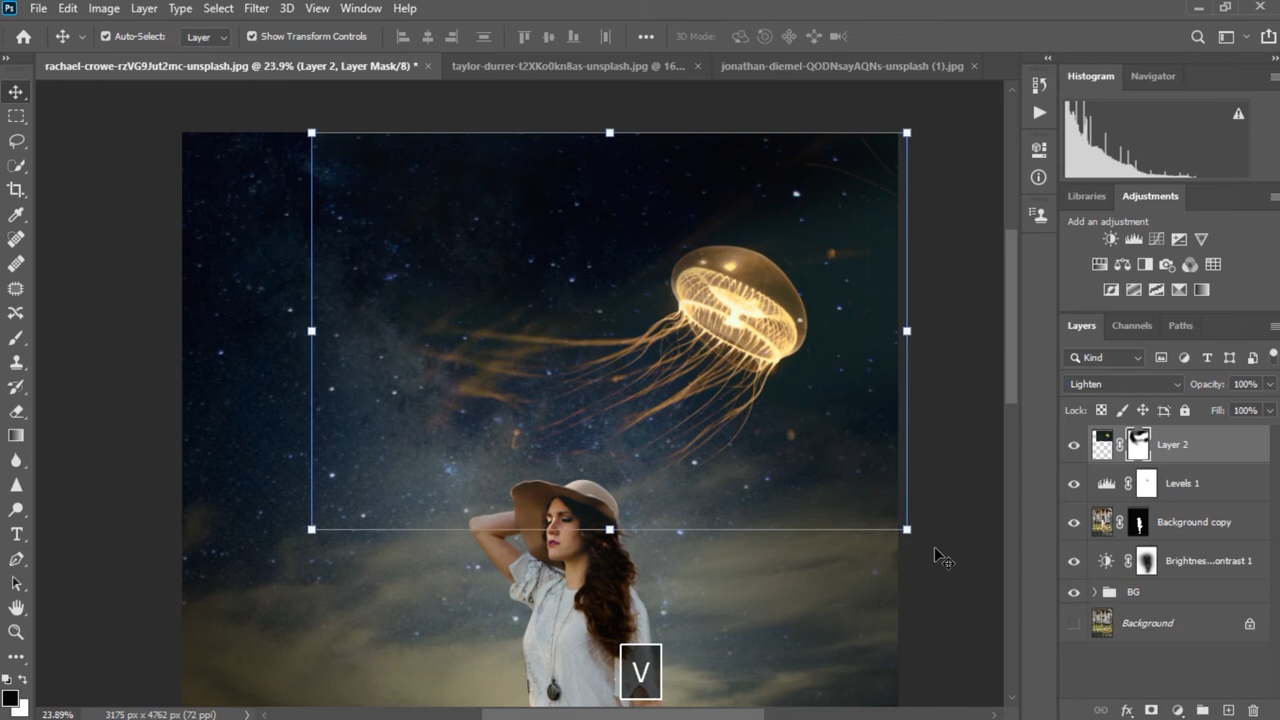 Ps File Edit Image Layer Type Select Filter 3D View Window Help
Auto-Select: Layer Show Transform Controls 3D Mode:
rachael-crowe-rzVG9Jut2mc-unsplash.jpg @ 23.9% (Layer 2, Layer Mask/8) * taylor-durrer-t2XKo0kn8as-unsplash.jpg @ 16... jonathan-diemel-QODNsayAQNs-unsplash (1).jpg
Histogram Navigator
Libraries Adjustments
Add an adjustment
Layers Channels Paths
Kind
Lighten Opacity: 100%
Lock: Fill: 100%
Layer 2
Levels 1
Background copy
Brightnes...ontrast 1
BG
Background
V
23.89% 3175 px x 4762 px (72 ppi)